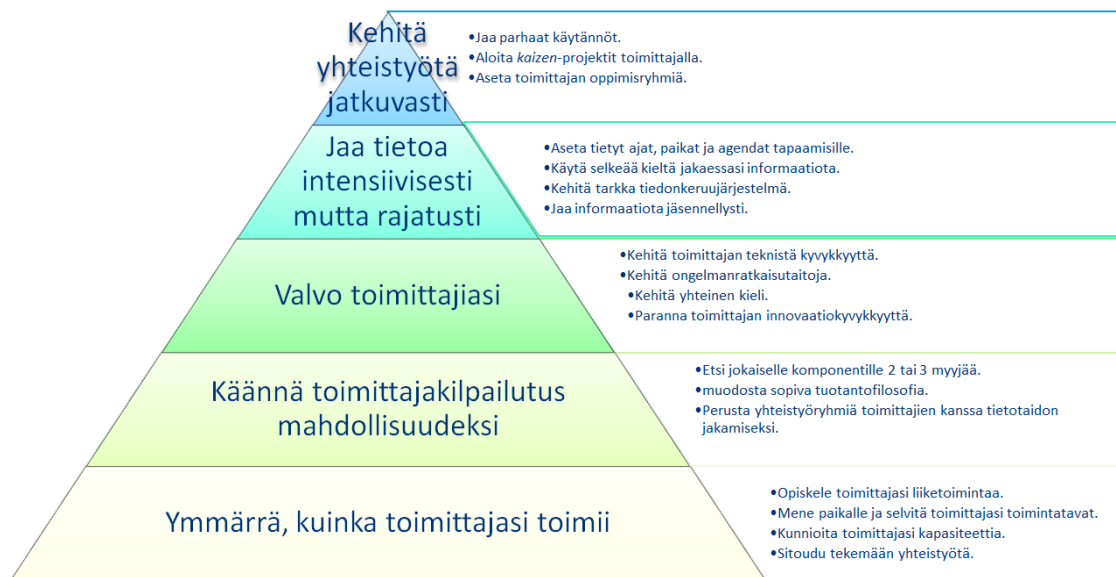 Kehitä
yhteistyötä
jatkuvasti
•Jaa parhaat käytännöt.
•Aloita kaizen-projektit toimittajalla.
•Aseta toimittajan oppimisryhmiä.
Jaa tietoa
intensiivisesti
mutta rajatusti
•Aseta tietyt ajat, paikat ja agendat tapaamisille.
•Käytä selkeää kieltä jakaessasi informaatiota.
•Kehitä tarkka tiedonkeruujärjestelmä.
•Jaa informaatiota jäsennellysti.
Valvo toimittajiasi
•Kehitä toimittajan teknistä kyvykkyyttä.
•Kehitä ongelmanratkaisutaitoja.
•Kehitä yhteinen kieli.
•Paranna toimittajan innovaatiokyvykkyyttä.
Käännä toimittajakilpailutus
mahdollisuudeksi
•Etsi jokaiselle komponentille 2 tai 3 myyjää.
•muodosta sopiva tuotantofilosofia.
•Perusta yhteistyöryhmiä toimittajien kanssa tietotaidon
jakamiseksi.
Ymmärrä, kuinka toimittajasi toimii
•Opiskele toimittajasi liiketoimintaa.
•Mene paikalle ja selvitä toimittajasi toimintatavat.
•Kunnioita toimittajasi kapasiteettia.
•Sitoudu tekemään yhteistyötä.